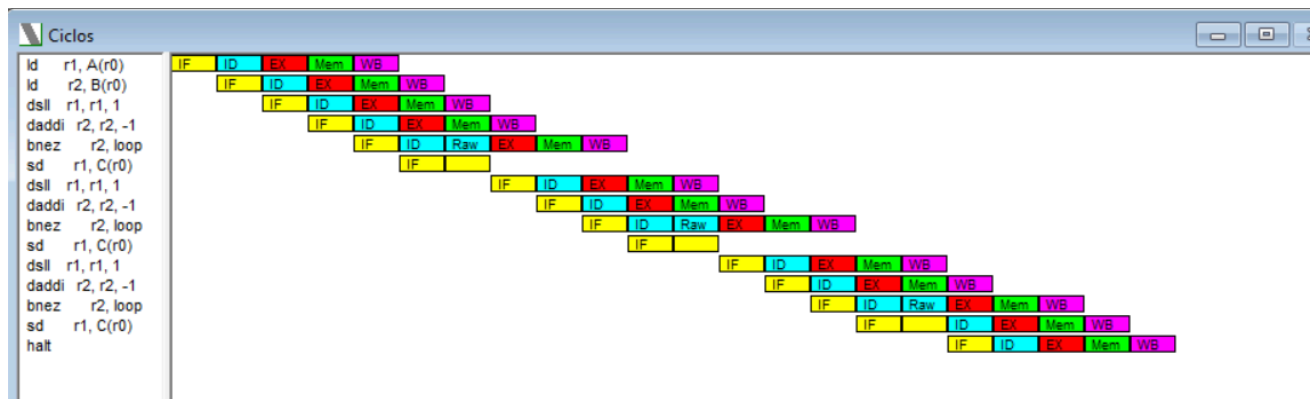 Ciclos
ld r1, A(r0) IF ID EX Mem WB
ld r2, B(r0) IF ID EX Mem WB
dsll r1, r1, 1 IF ID EX Mem WB
daddi r2, r2, -1 IF ID EX Mem WB
bnez r2, loop IF ID Raw EX Mem WB
sd r1, C(r0) IF
dsll r1, r1, 1 IF ID EX Mem WB
daddi r2, r2, -1 IF ID EX Mem WB
bnez r2, loop IF ID Raw EX Mem WB
sd r1, C(r0) IF
dsll r1, r1, 1 IF ID EX Mem WB
daddi r2, r2, -1 IF ID EX Mem WB
bnez r2, loop IF ID Raw EX Mem WB
sd r1, C(r0) IF ID EX Mem WB
halt IF ID EX Mem WB